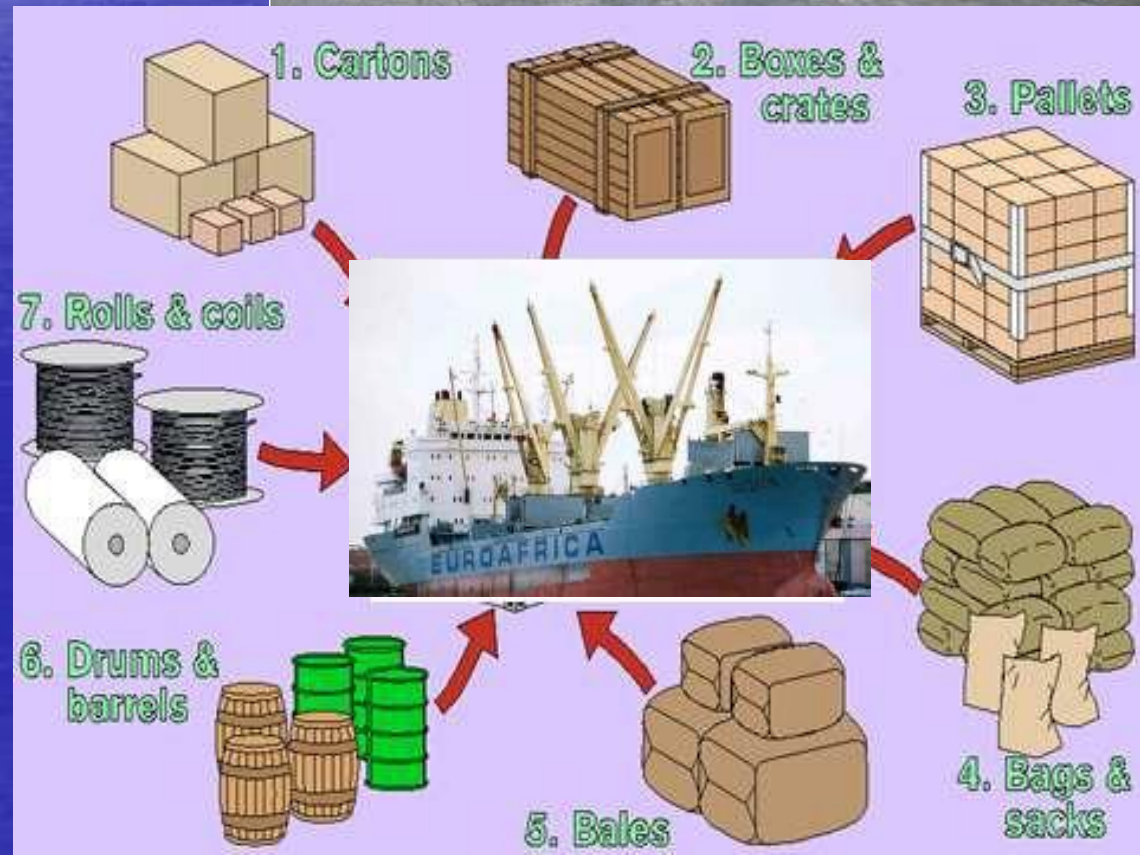 1. Cartons
2. Boxes &
crates
3. Pallets
7. Rolls & coils
EUROAFRICA
6. Drums &
barrels
4. Bags &
sacks
5. Bales